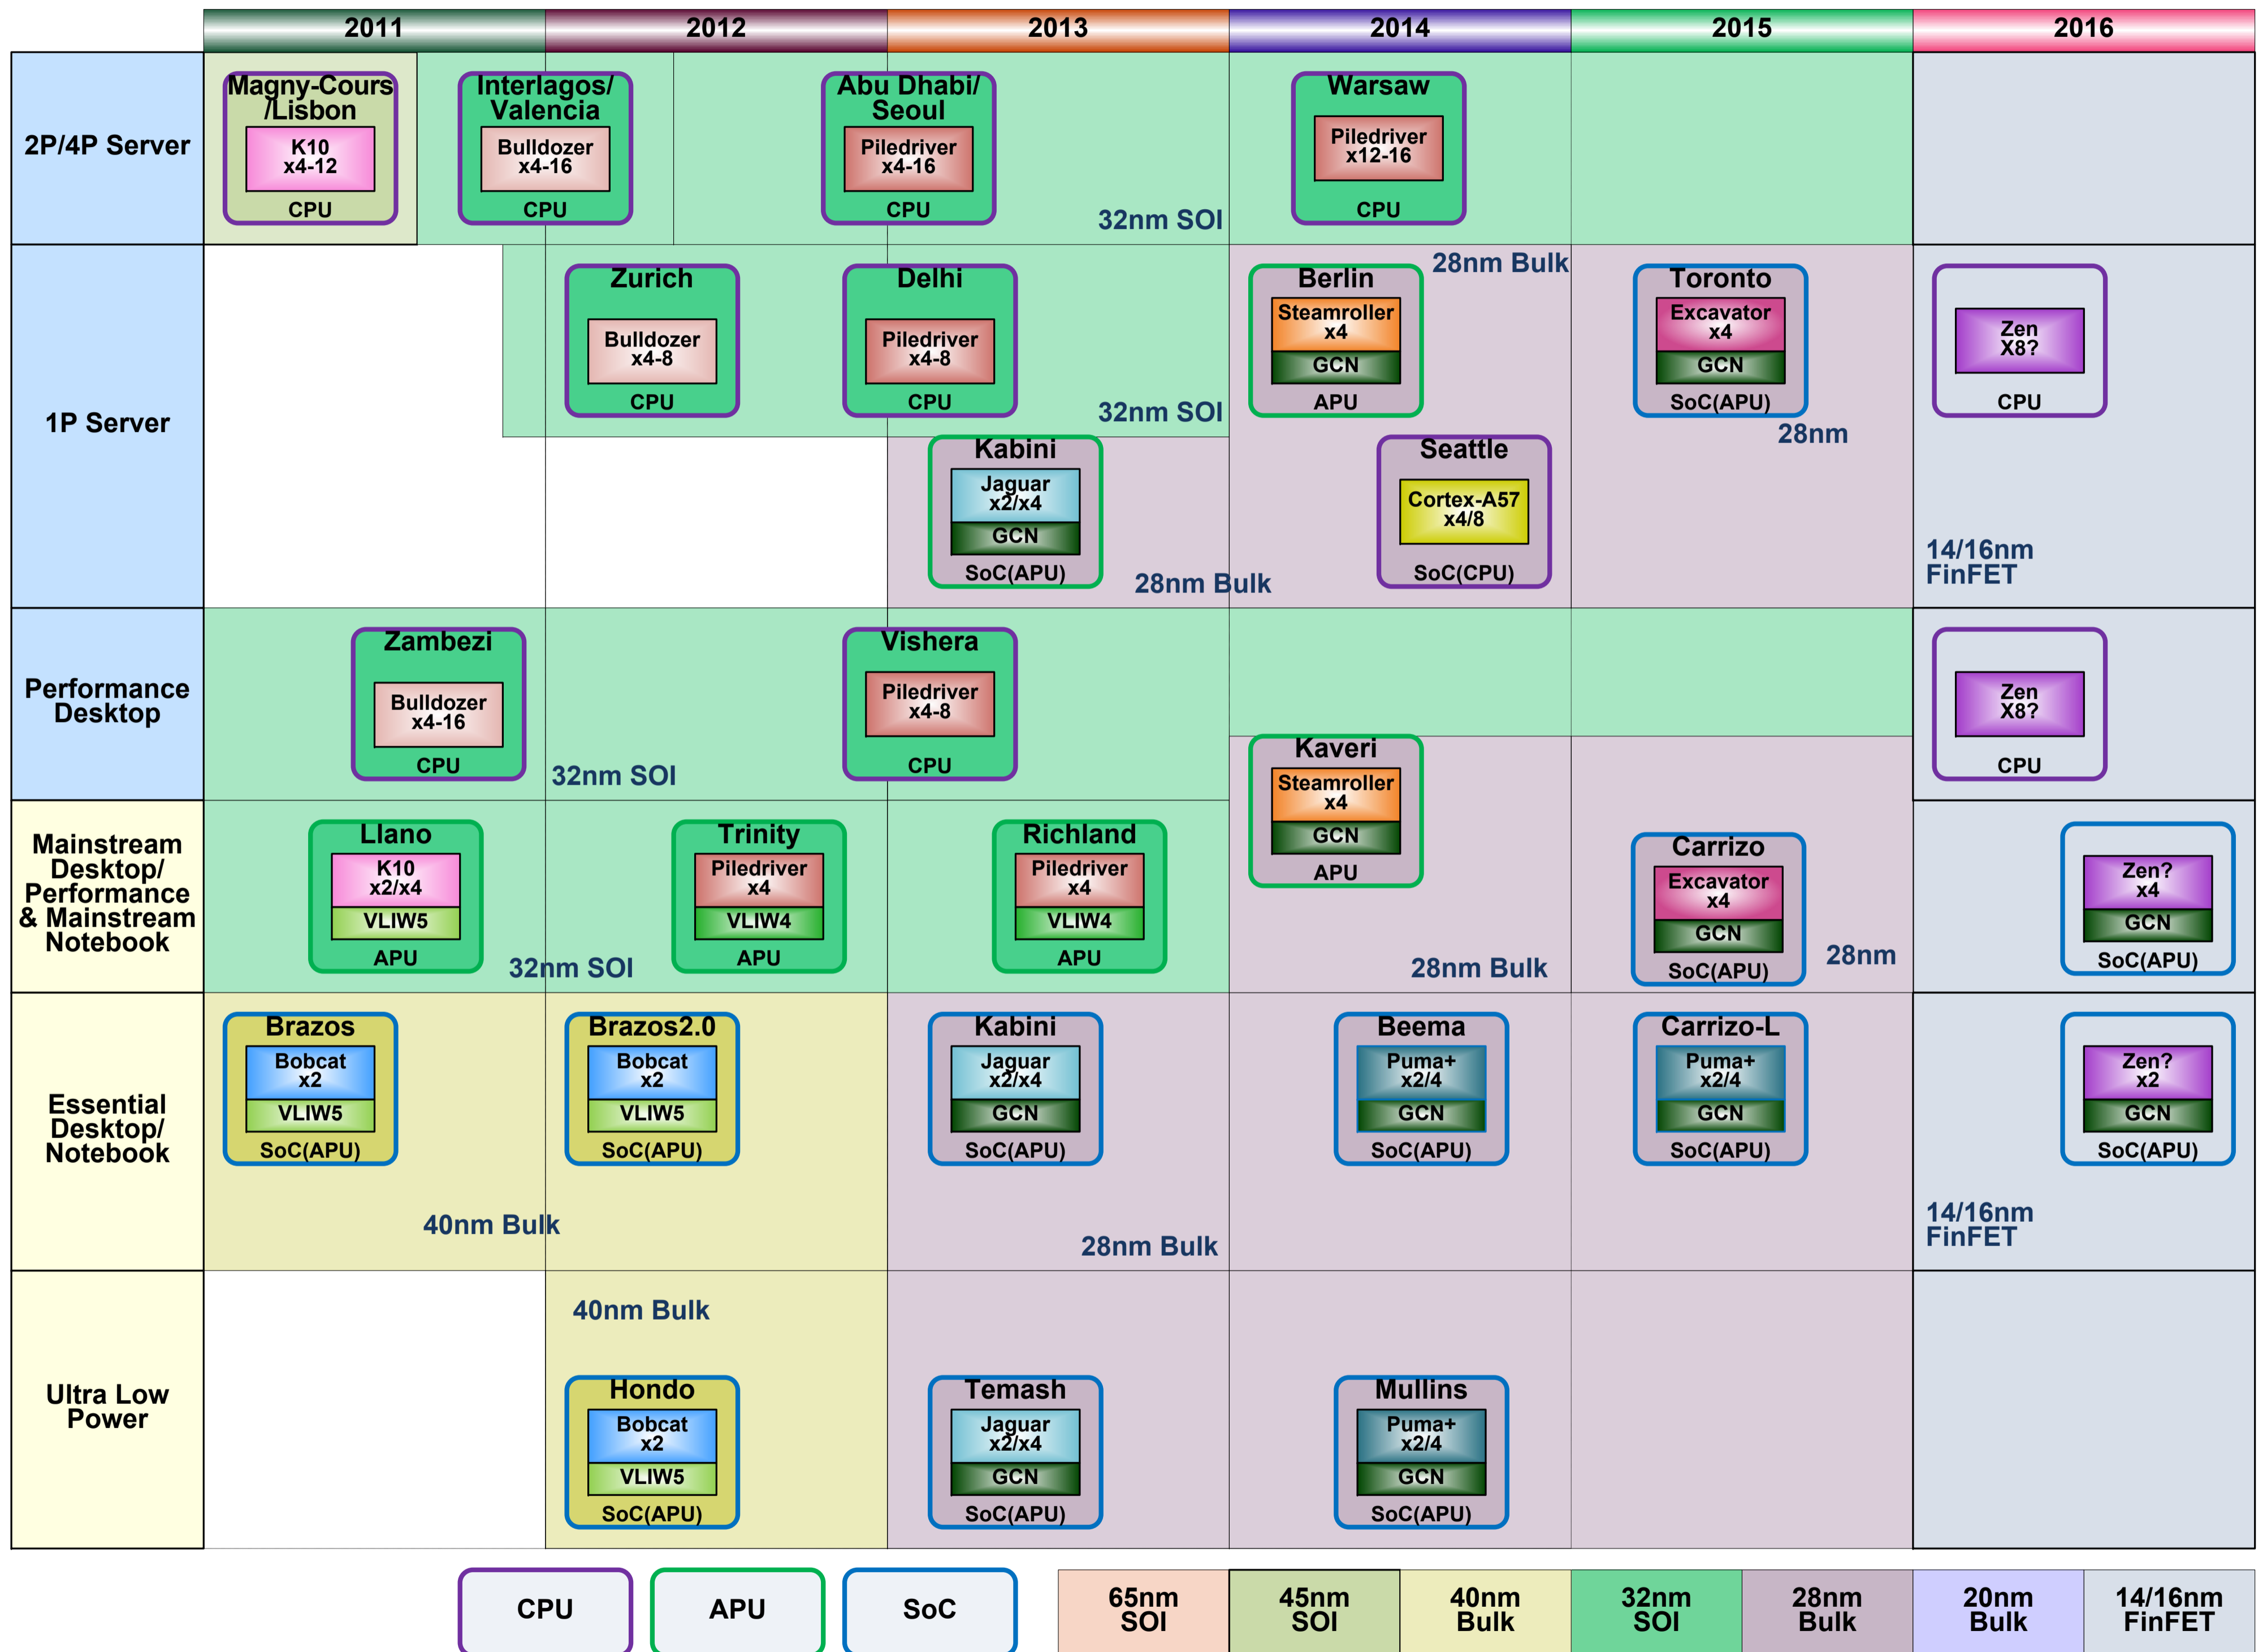 2011
2012
2013
2014
2015
2016
2P/4P Server
Magny-Cours
/Lisbon
K10
x4-12
CPU
Interlagos/
Valencia
Bulldozer
x4-16
CPU
Abu Dhabi/
Seoul
Piledriver
x4-16
CPU
32nm SOI
Warsaw
Piledriver
x12-16
CPU
1P Server
Zurich
Bulldozer
x4-8
CPU
Delhi
Piledriver
x4-8
CPU
32nm SOI
28nm Bulk
Berlin
Steamroller
x4
GCN
APU
Toronto
Excavator
x4
GCN
SoC(APU)
28nm
Zen
X8?
CPU
Kabini
Jaguar
x2/x4
GCN
SoC(APU)
28nm Bulk
Seattle
Cortex-A57
x4/8
SoC(CPU)
14/16nm
FinFET
Performance
Desktop
Zambezi
Bulldozer
x4-16
CPU
32nm SOI
Vishera
Piledriver
x4-8
CPU
Kaveri
Steamroller
x4
GCN
APU
Zen
X8?
CPU
Mainstream
Desktop/
Performance
& Mainstream
Notebook
Llano
K10
x2/x4
VLIW5
APU
32nm SOI
Trinity
Piledriver
x4
VLIW4
APU
Richland
Piledriver
x4
VLIW4
APU
28nm Bulk
Carrizo
Excavator
x4
GCN
SoC(APU)
28nm
Zen?
x4
GCN
SoC(APU)
Essential
Desktop/
Notebook
Brazos
Bobcat
x2
VLIW5
SoC(APU)
40nm Bulk
Brazos2.0
Bobcat
x2
VLIW5
SoC(APU)
Kabini
Jaguar
x2/x4
GCN
SoC(APU)
28nm Bulk
Beema
Puma+
x2/4
GCN
SoC(APU)
Carrizo-L
Puma+
x2/4
GCN
SoC(APU)
Zen?
x2
GCN
SoC(APU)
14/16nm
FinFET
Ultra Low
Power
40nm Bulk
Hondo
Bobcat
x2
VLIW5
SoC(APU)
Temash
Jaguar
x2/x4
GCN
SoC(APU)
Mullins
Puma+
x2/4
GCN
SoC(APU)
CPU
APU
SoC
65nm
SOI
45nm
SOI
40nm
Bulk
32nm
SOI
28nm
Bulk
20nm
Bulk
14/16nm
FinFET